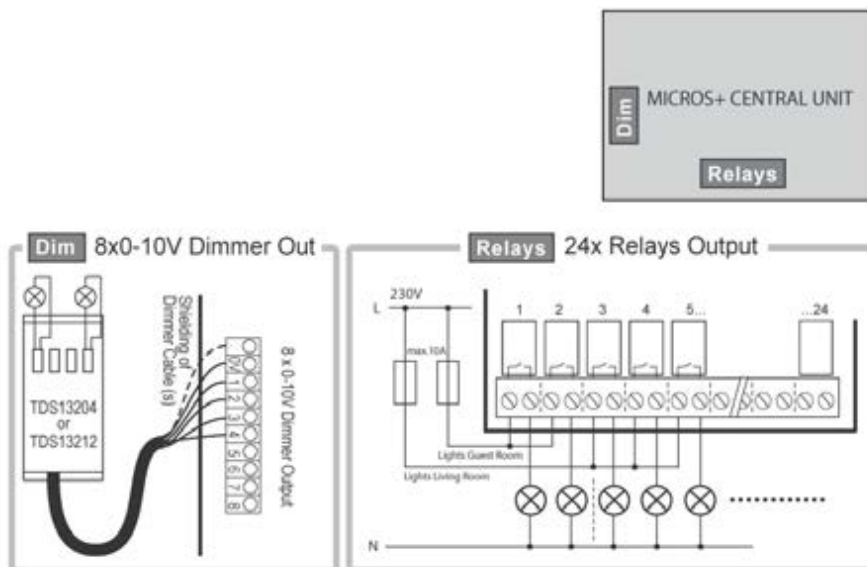 MICROS+ CENTRAL UNIT
Dim
Relays
Dim 8x0-10V Dimmer Out
TDS13204
or
TDS13212
Shielding of
Dimmer Cable(s)
0V
1
2
3
4
5
6
7
8
8 x 0-10V Dimmer Output
Relays 24x Relays Output
L
230V
1 2 3 4 5... ...24
max.10A
Lights Guest Room
Lights Living Room
N